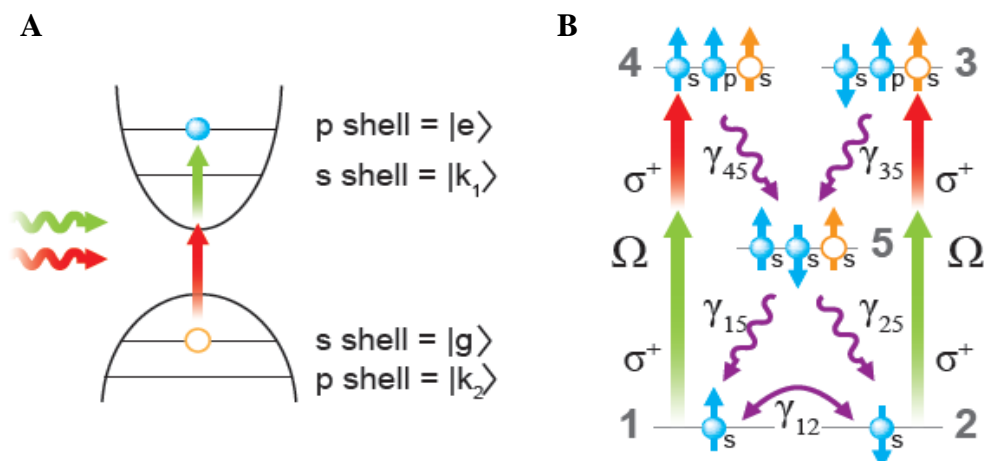 A
p shell = |e⟩
s shell = |k₁⟩
s shell = |g⟩
p shell = |k₂⟩
B
4 s p s
s p s 3
γ₄₅ γ₃₅
σ⁺ σ⁺
s s s 5
Ω Ω
γ₁₅ γ₂₅
σ⁺ σ⁺
γ₁₂
1 s s 2